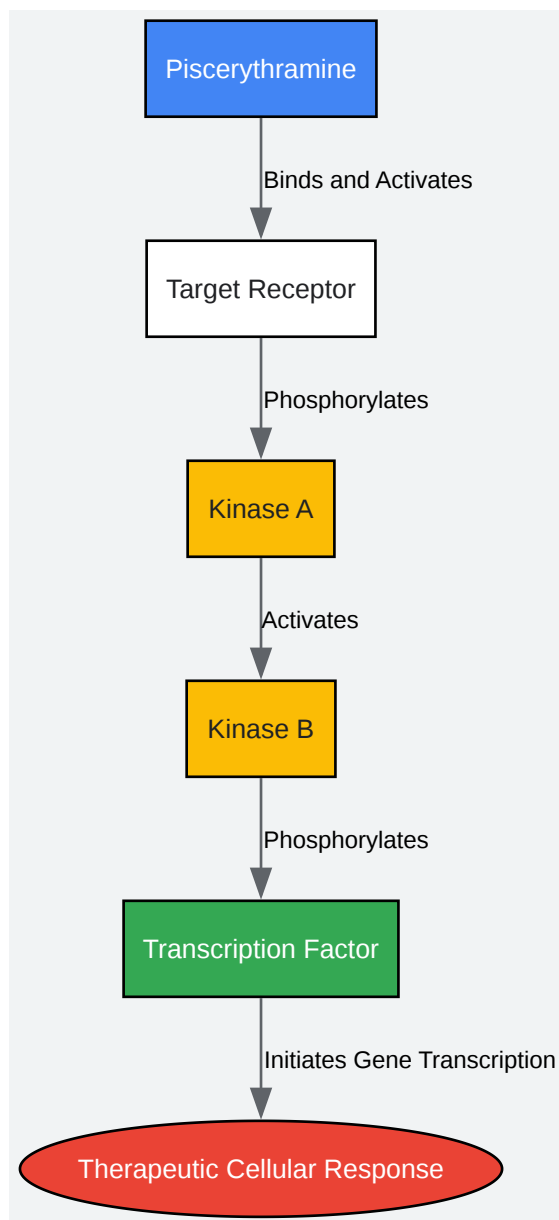 Piscerythramine
Binds and Activates
Target Receptor
Phosphorylates
Kinase A
Activates
Kinase B
Phosphorylates
Transcription Factor
Initiates Gene Transcription
Therapeutic Cellular Response